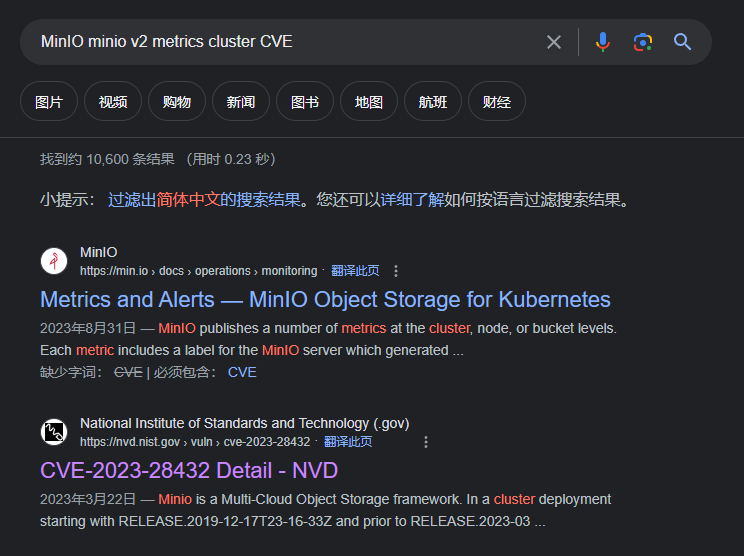 MinIO minio v2 metrics cluster CVE
图片 视频 购物 新闻 图书 地图 航班 财经
找到约 10,600 条结果 （用时 0.23 秒）
小提示： 过滤出简体中文的搜索结果。您还可以详细了解如何按语言过滤搜索结果。
MinIO
https://min.io › docs › operations › monitoring · 翻译此页
Metrics and Alerts — MinIO Object Storage for Kubernetes
2023年8月31日 — MinIO publishes a number of metrics at the cluster, node, or bucket levels.
Each metric includes a label for the MinIO server which generated ...
缺少字词： CVE | 必须包含： CVE
National Institute of Standards and Technology (.gov)
https://nvd.nist.gov › vuln › cve-2023-28432 · 翻译此页
CVE-2023-28432 Detail - NVD
2023年3月22日 — Minio is a Multi-Cloud Object Storage framework. In a cluster deployment
starting with RELEASE.2019-12-17T23-16-33Z and prior to RELEASE.2023-03 ...